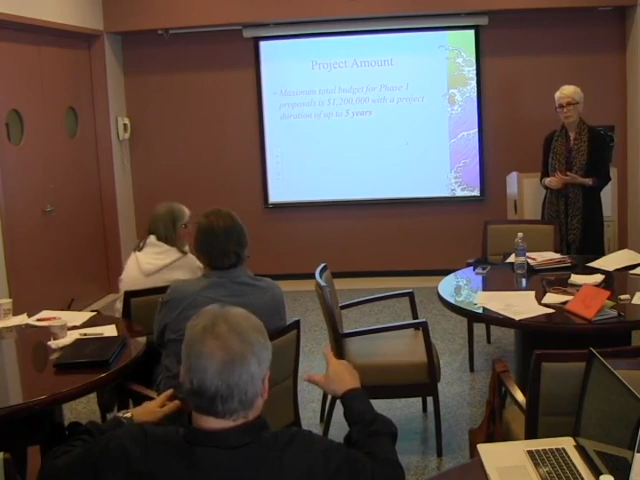 Project Amount
Maximum total budget for Phase 1
proposals is $1,200,000 with a project
duration of up to 5 years